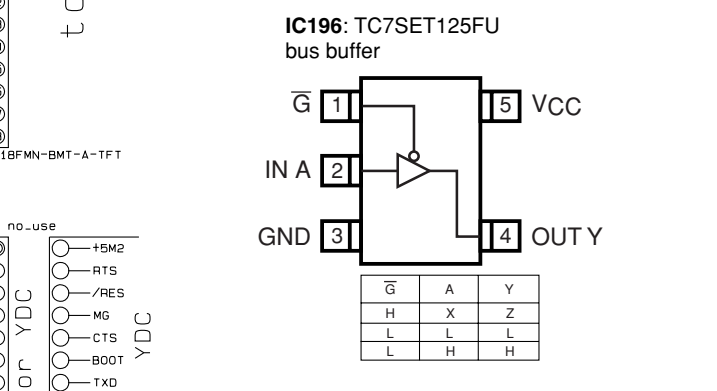 IC196: TC7SET125FU
bus buffer
G̅ 1
5 VCC
IN A 2
GND 3
4 OUT Y
G̅ A Y
H X Z
L L L
L H H
18FMN-BMT-A-TFT
no_use
+5M2
RTS
/RES
MG
CTS
BOOT
TXD
YDC
or YDC